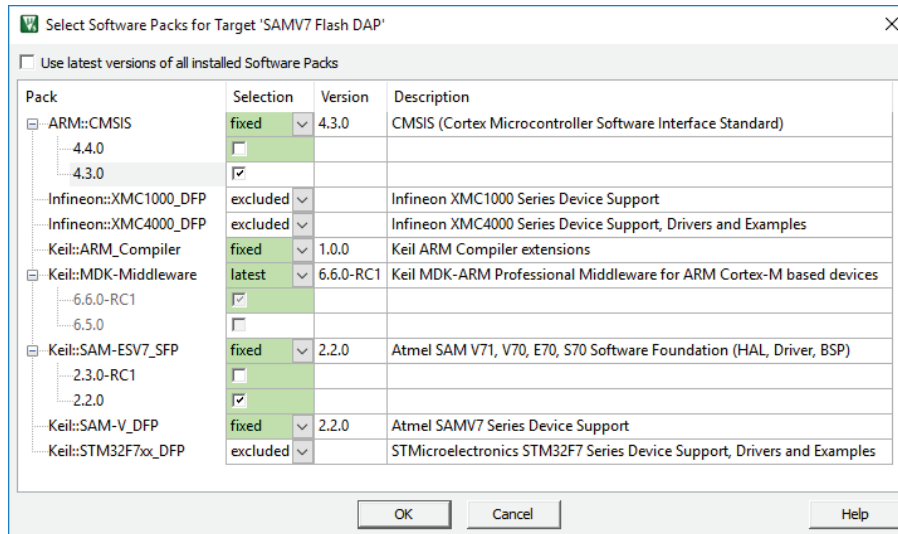 Select Software Packs for Target 'SAMV7 Flash DAP'
Use latest versions of all installed Software Packs
Pack Selection Version Description
ARM::CMSIS fixed 4.3.0 CMSIS (Cortex Microcontroller Software Interface Standard)
4.4.0
4.3.0
Infineon::XMC1000_DFP excluded Infineon XMC1000 Series Device Support
Infineon::XMC4000_DFP excluded Infineon XMC4000 Series Device Support, Drivers and Examples
Keil::ARM_Compiler fixed 1.0.0 Keil ARM Compiler extensions
Keil::MDK-Middleware latest 6.6.0-RC1 Keil MDK-ARM Professional Middleware for ARM Cortex-M based devices
6.6.0-RC1
6.5.0
Keil::SAM-ESV7_SFP fixed 2.2.0 Atmel SAM V71, V70, E70, S70 Software Foundation (HAL, Driver, BSP)
2.3.0-RC1
2.2.0
Keil::SAM-V_DFP fixed 2.2.0 Atmel SAMV7 Series Device Support
Keil::STM32F7xx_DFP excluded STMicroelectronics STM32F7 Series Device Support, Drivers and Examples
OK Cancel Help